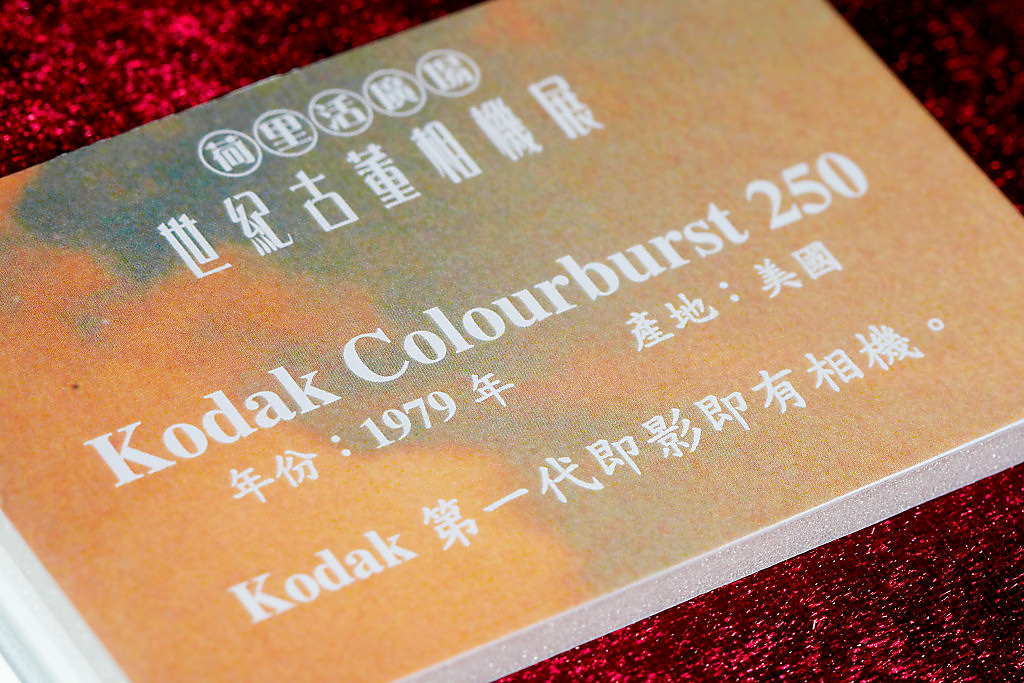 荷里活廣場
世紀古董相機展
Kodak Colourburst 250
年份：1979 年 產地：美國
Kodak 第一代即影即有相機。